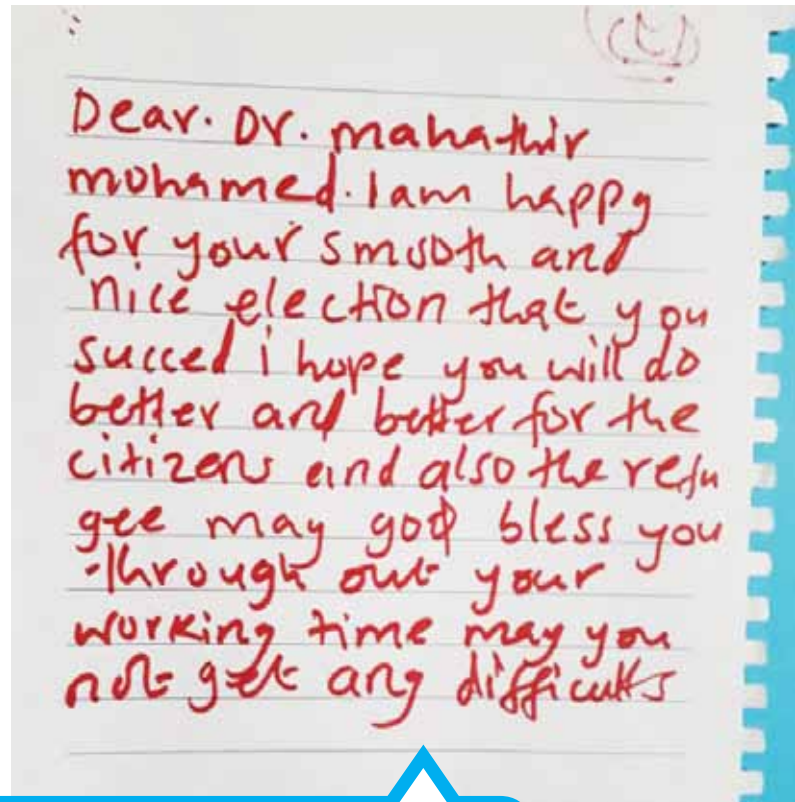 Dear. Dr. mahathir
mohamed. I am happy
for your smooth and
nice election that you
succed i hope you will do
better and better for the
citizens and also the refu
gee may god bless you
through out your
working time may you
not get any difficults